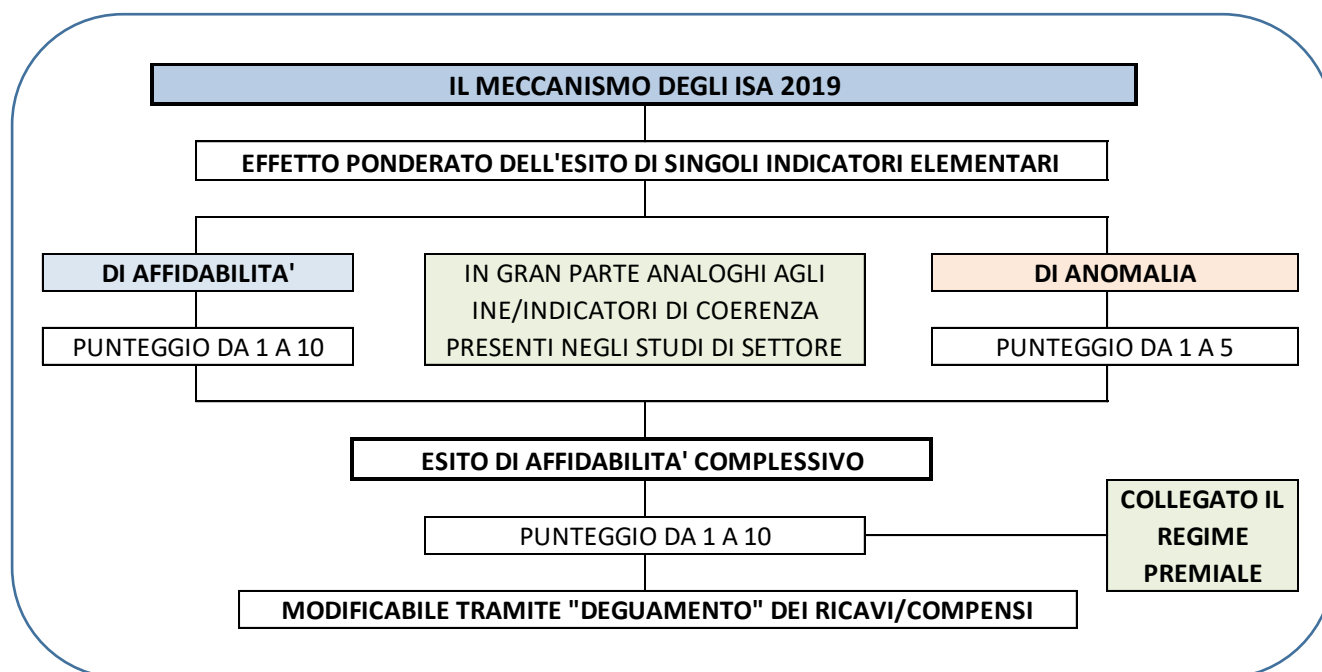 IL MECCANISMO DEGLI ISA 2019
EFFETTO PONDERATO DELL'ESITO DI SINGOLI INDICATORI ELEMENTARI
DI AFFIDABILITA'
PUNTEGGIO DA 1 A 10
IN GRAN PARTE ANALOGHI AGLI
INE/INDICATORI DI COERENZA
PRESENTI NEGLI STUDI DI SETTORE
DI ANOMALIA
PUNTEGGIO DA 1 A 5
ESITO DI AFFIDABILITA' COMPLESSIVO
PUNTEGGIO DA 1 A 10
COLLEGATO IL
REGIME
PREMIALE
MODIFICABILE TRAMITE "DEGUAMENTO" DEI RICAVI/COMPENSI